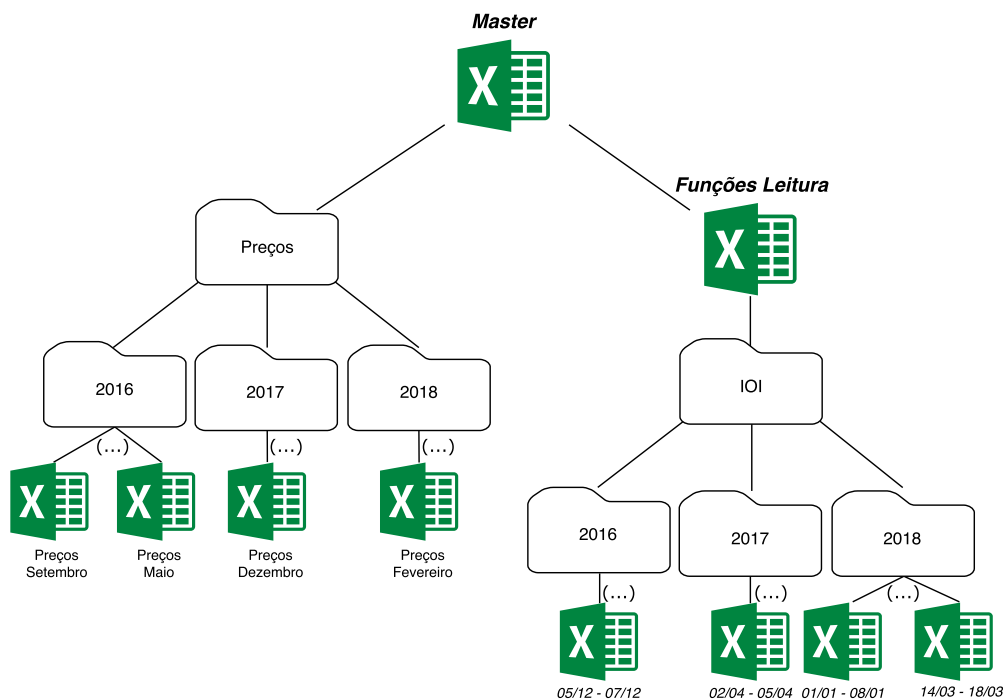 Master
Funções Leitura
Preços
2016
2017
2018
IOI
(...)
(...)
(...)
Preços
Setembro
Preços
Maio
Preços
Dezembro
Preços
Fevereiro
2016
2017
2018
(...)
(...)
(...)
05/12 - 07/12
02/04 - 05/04
01/01 - 08/01
14/03 - 18/03